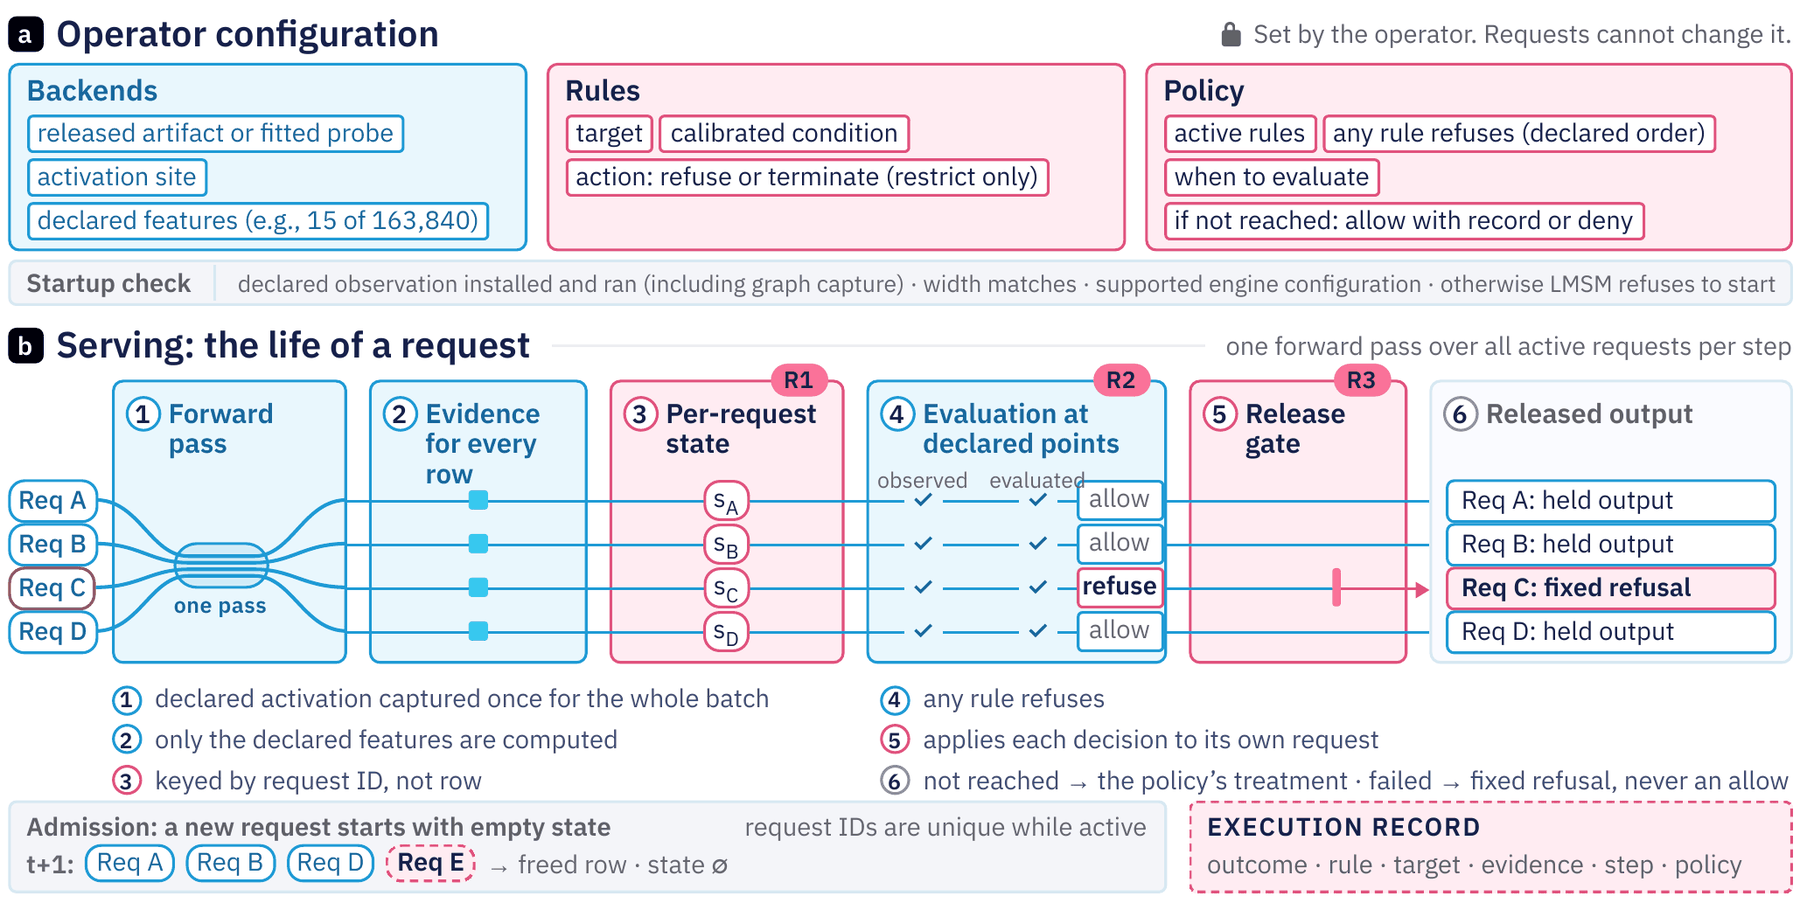 a Operator configuration
Set by the operator. Requests cannot change it.
Backends
released artifact or fitted probe
activation site
declared features (e.g., 15 of 163,840)
Rules
target calibrated condition
action: refuse or terminate (restrict only)
Policy
active rules any rule refuses (declared order)
when to evaluate
if not reached: allow with record or deny
Startup check declared observation installed and ran (including graph capture) · width matches · supported engine configuration · otherwise LMSM refuses to start
b Serving: the life of a request
one forward pass over all active requests per step
Req A
Req B
Req C
Req D
1 Forward
pass
one pass
2 Evidence
for every
row
R1
3 Per-request
state
sA
sB
sC
sD
R2
4 Evaluation at
declared points
observed evaluated
allow
allow
refuse
allow
R3
5 Release
gate
6 Released output
Req A: held output
Req B: held output
Req C: fixed refusal
Req D: held output
1 declared activation captured once for the whole batch
2 only the declared features are computed
3 keyed by request ID, not row
4 any rule refuses
5 applies each decision to its own request
6 not reached → the policy’s treatment · failed → fixed refusal, never an allow
Admission: a new request starts with empty state request IDs are unique while active
t+1: Req A Req B Req D Req E → freed row · state ∅
EXECUTION RECORD
outcome · rule · target · evidence · step · policy